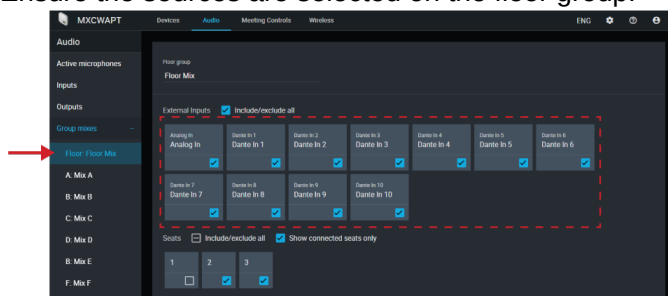 Ensure the sources are selected on the floor group.
MXCWAPT Devices Audio Meeting Controls Wireless ENG
Audio
Active microphones
Inputs
Outputs
Group mixes
Floor: Floor Mix
A: Mix A
B: Mix B
C: Mix C
D: Mix D
E: Mix E
F: Mix F
Floor group
Floor Mix
External Inputs Include/exclude all
Analog In Dante In 1 Dante In 2 Dante In 3 Dante In 4 Dante In 5 Dante In 6
Analog In Dante In 1 Dante In 2 Dante In 3 Dante In 4 Dante In 5 Dante In 6
Dante In 7 Dante In 8 Dante In 9 Dante In 10
Dante In 7 Dante In 8 Dante In 9 Dante In 10
Seats Include/exclude all Show connected seats only
1 2 3